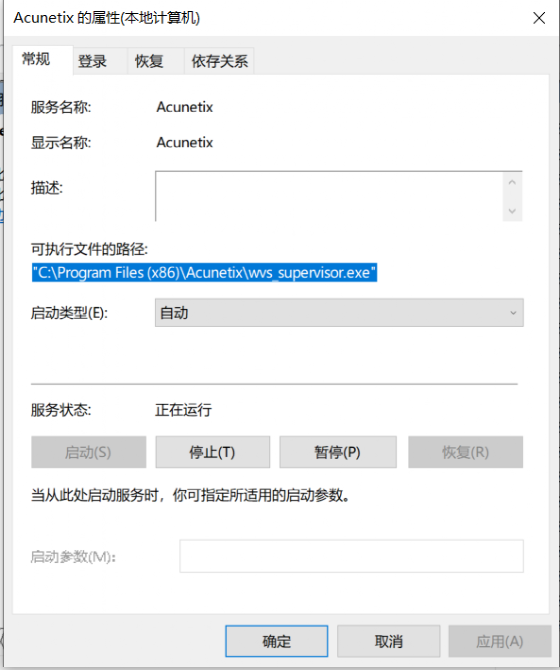 Acunetix 的属性(本地计算机)
常规 登录 恢复 依存关系
服务名称: Acunetix
显示名称: Acunetix
描述:
可执行文件的路径:
"C:\Program Files (x86)\Acunetix\wvs_supervisor.exe"
启动类型(E): 自动
服务状态: 正在运行
启动(S) 停止(T) 暂停(P) 恢复(R)
当从此处启动服务时，你可指定所适用的启动参数。
启动参数(M):
确定 取消 应用(A)